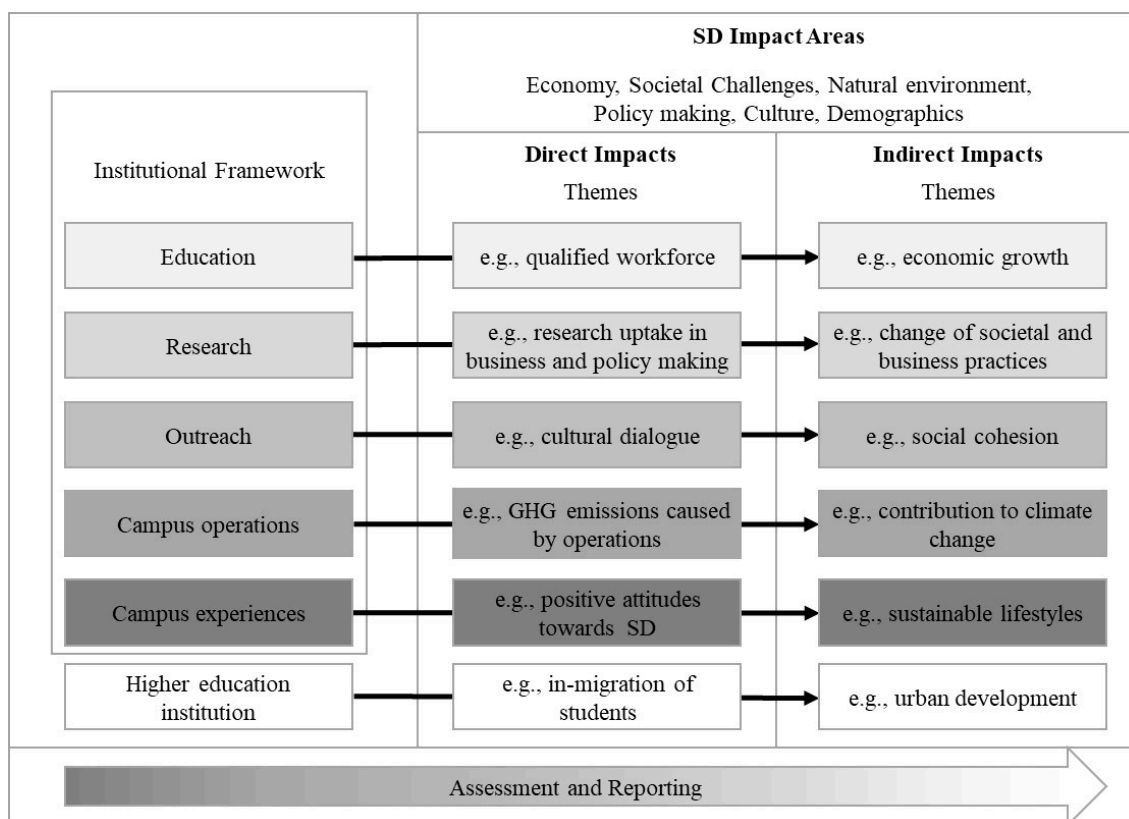 SD Impact Areas
Economy, Societal Challenges, Natural environment,
Policy making, Culture, Demographics
Institutional Framework
Direct Impacts
Themes
Indirect Impacts
Themes
Education
e.g., qualified workforce
e.g., economic growth
Research
e.g., research uptake in
business and policy making
e.g., change of societal and
business practices
Outreach
e.g., cultural dialogue
e.g., social cohesion
Campus operations
e.g., GHG emissions caused
by operations
e.g., contribution to climate
change
Campus experiences
e.g., positive attitudes
towards SD
e.g., sustainable lifestyles
Higher education
institution
e.g., in-migration of
students
e.g., urban development
Assessment and Reporting